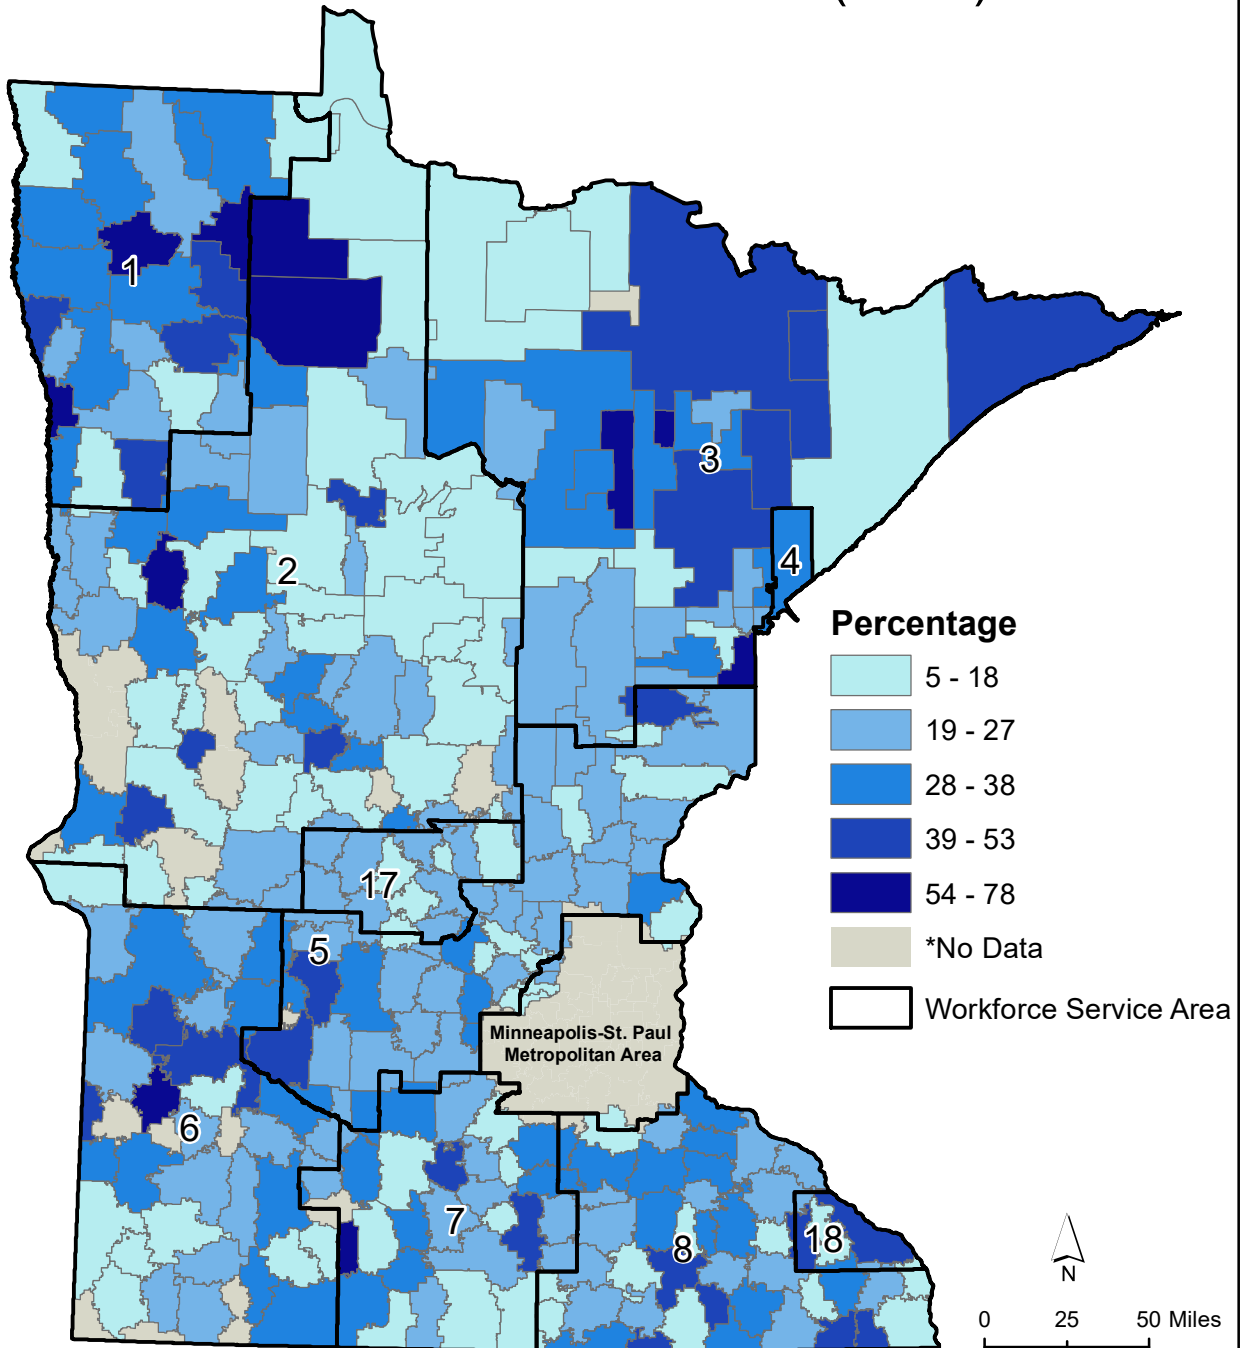 1
3
4
2
Percentage
5 - 18
19 - 27
28 - 38
39 - 53
54 - 78
*No Data
Workforce Service Area
17
5
Minneapolis-St. Paul
Metropolitan Area
6
7
8
18
N
0 25 50 Miles